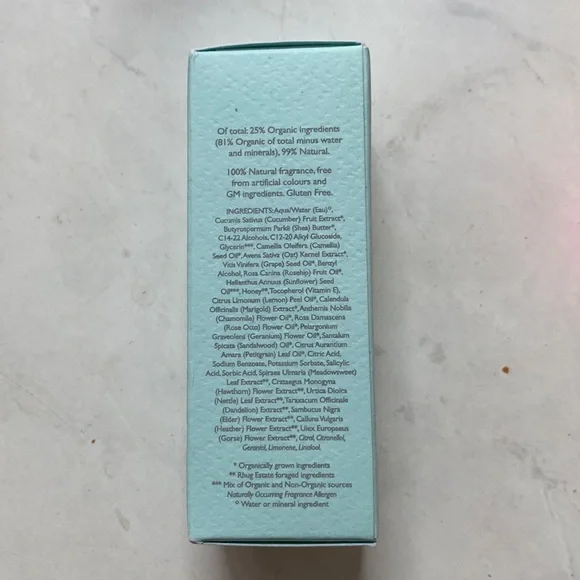 Of total: 25% Organic ingredients
(81% Organic of total minus water
and minerals), 99% Natural.
100% Natural fragrance, free
from artificial colours and
GM ingredients. Gluten Free.
INGREDIENTS: Aqua/Water (Eau)°,
Cucumis Sativus (Cucumber) Fruit Extract*,
Butyrospermum Parkii (Shea) Butter*,
C14-22 Alcohols, C12-20 Alkyl Glucoside,
Glycerin***, Camellia Oleifera (Camellia)
Seed Oil*, Avena Sativa (Oat) Kernel Extract*,
Vitis Vinifera (Grape) Seed Oil*, Benzyl
Alcohol, Rosa Canina (Rosehip) Fruit Oil*,
Helianthus Annuus (Sunflower) Seed
Oil***, Honey**, Tocopherol (Vitamin E),
Citrus Limonum (Lemon) Peel Oil*, Calendula
Officinalis (Marigold) Extract*, Anthemis Nobilis
(Chamomile) Flower Oil*, Rosa Damascena
(Rose Otto) Flower Oil*, Pelargonium
Graveolens (Geranium) Flower Oil*, Santalum
Spicata (Sandalwood) Oil*, Citrus Aurantium
Amara (Petitgrain) Leaf Oil*, Citric Acid,
Sodium Benzoate, Potassium Sorbate, Salicylic
Acid, Sorbic Acid, Spiraea Ulmaria (Meadowsweet)
Leaf Extract**, Crataegus Monogyna
(Hawthorn) Flower Extract**, Urtica Dioica
(Nettle) Leaf Extract**, Taraxacum Officinale
(Dandelion) Extract**, Sambucus Nigra
(Elder) Flower Extract**, Calluna Vulgaris
(Heather) Flower Extract**, Ulex Europaeus
(Gorse) Flower Extract**, Citral, Citronellol,
Geraniol, Limonene, Linalool.
* Organically grown ingredients
** Rhug Estate foraged ingredients
*** Mix of Organic and Non-Organic sources
Naturally Occurring Fragrance Allergen
° Water or mineral ingredient